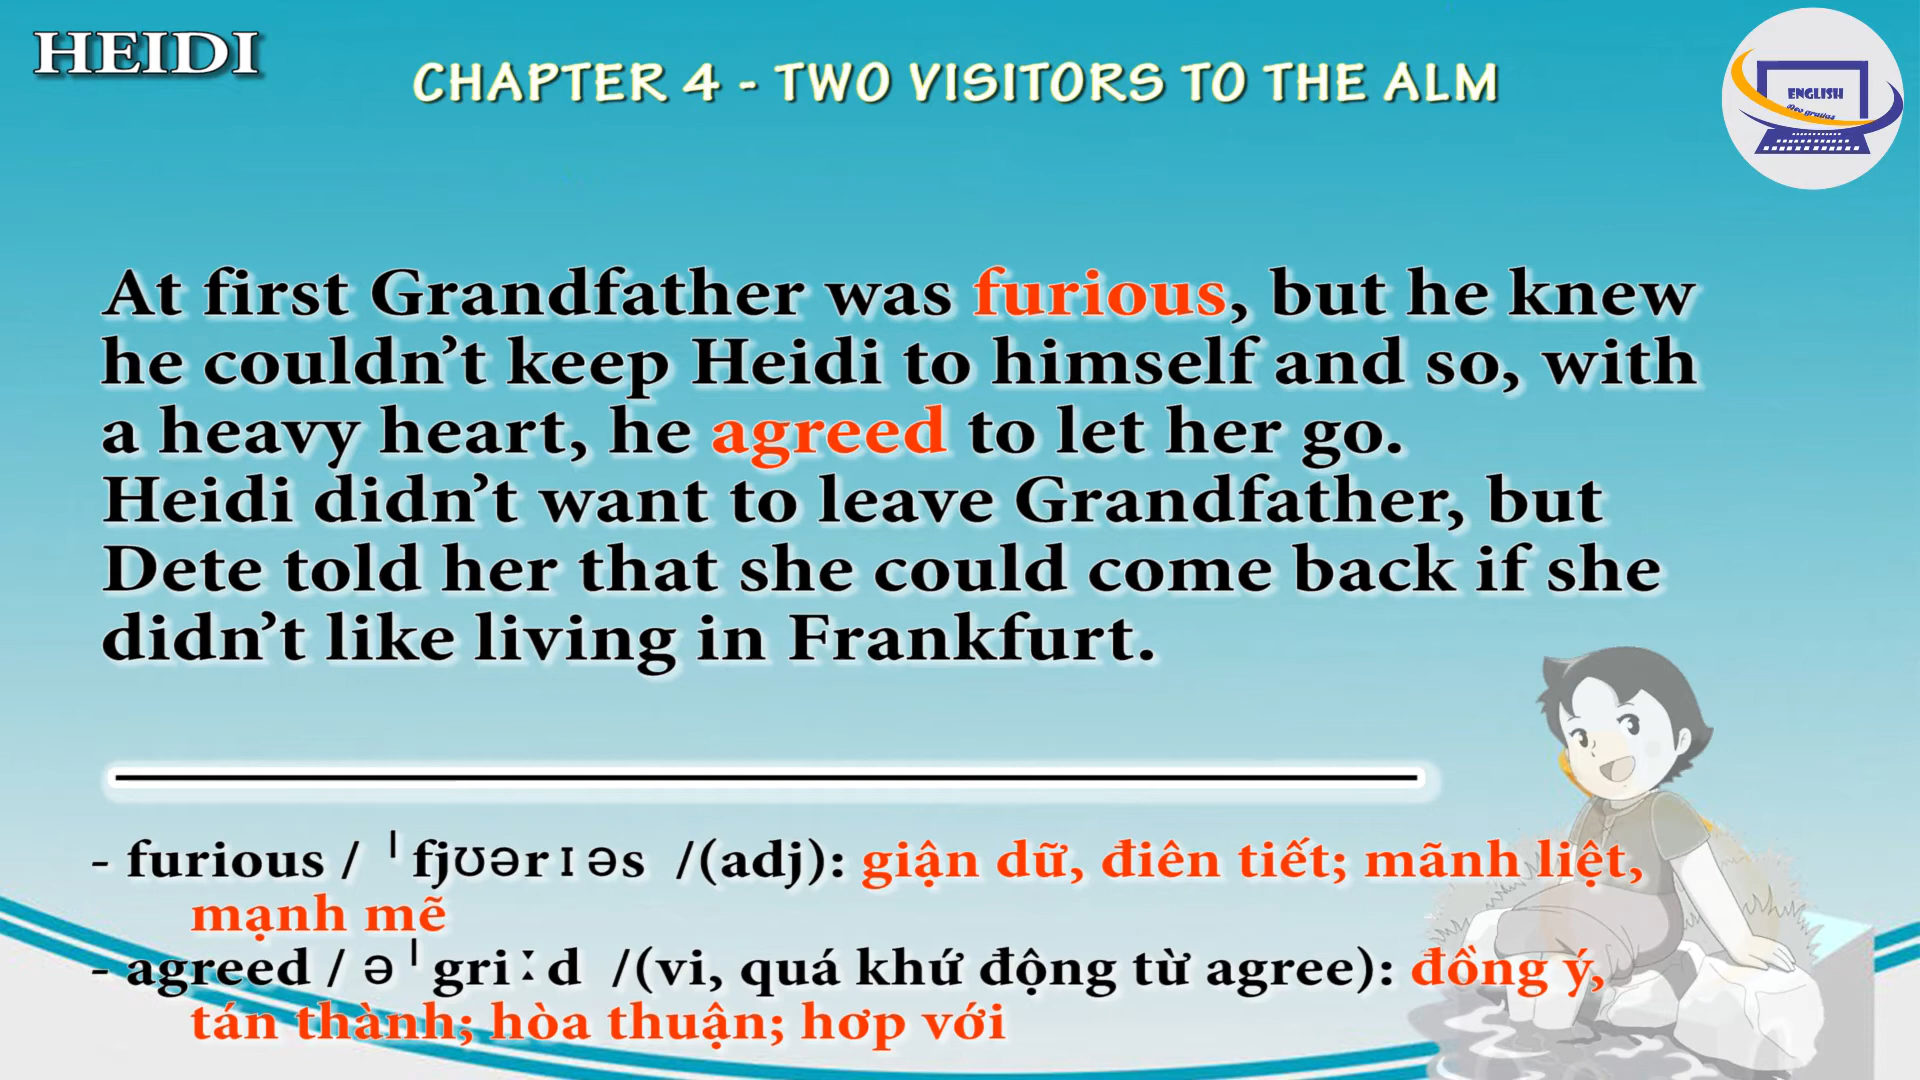 HEIDI
CHAPTER 4 - TWO VISITORS TO THE ALM
ENGLISH
deo gratias
At first Grandfather was furious, but he knew
he couldn’t keep Heidi to himself and so, with
a heavy heart, he agreed to let her go.
Heidi didn’t want to leave Grandfather, but
Dete told her that she could come back if she
didn’t like living in Frankfurt.
- furious / ˈfjʊərɪəs /(adj): giận dữ, điên tiết; mãnh liệt,
mạnh mẽ
- agreed / əˈgriːd /(vi, quá khứ động từ agree): đồng ý,
tán thành; hòa thuận; hơp với